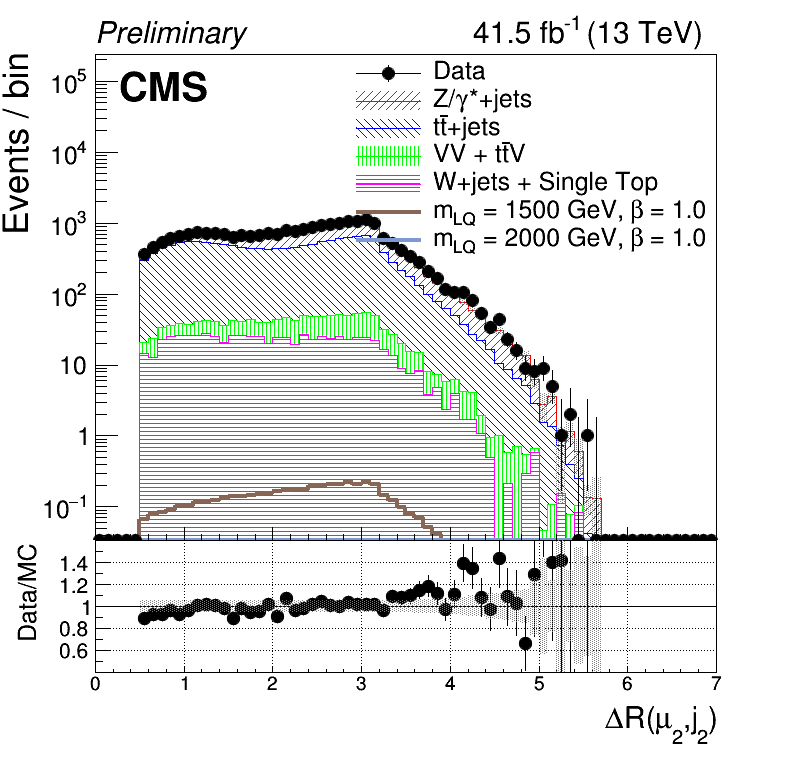 Preliminary 41.5 fb⁻¹ (13 TeV)
CMS
Events / bin
10⁵
10⁴
10³
10²
10
1
10⁻¹
Data
Z/γ*+jets
tt̄+jets
VV + tt̄V
W+jets + Single Top
m_LQ = 1500 GeV, β = 1.0
m_LQ = 2000 GeV, β = 1.0
Data/MC
1.4
1.2
1
0.8
0.6
0 1 2 3 4 5 6 7
ΔR(μ₂,j₂)